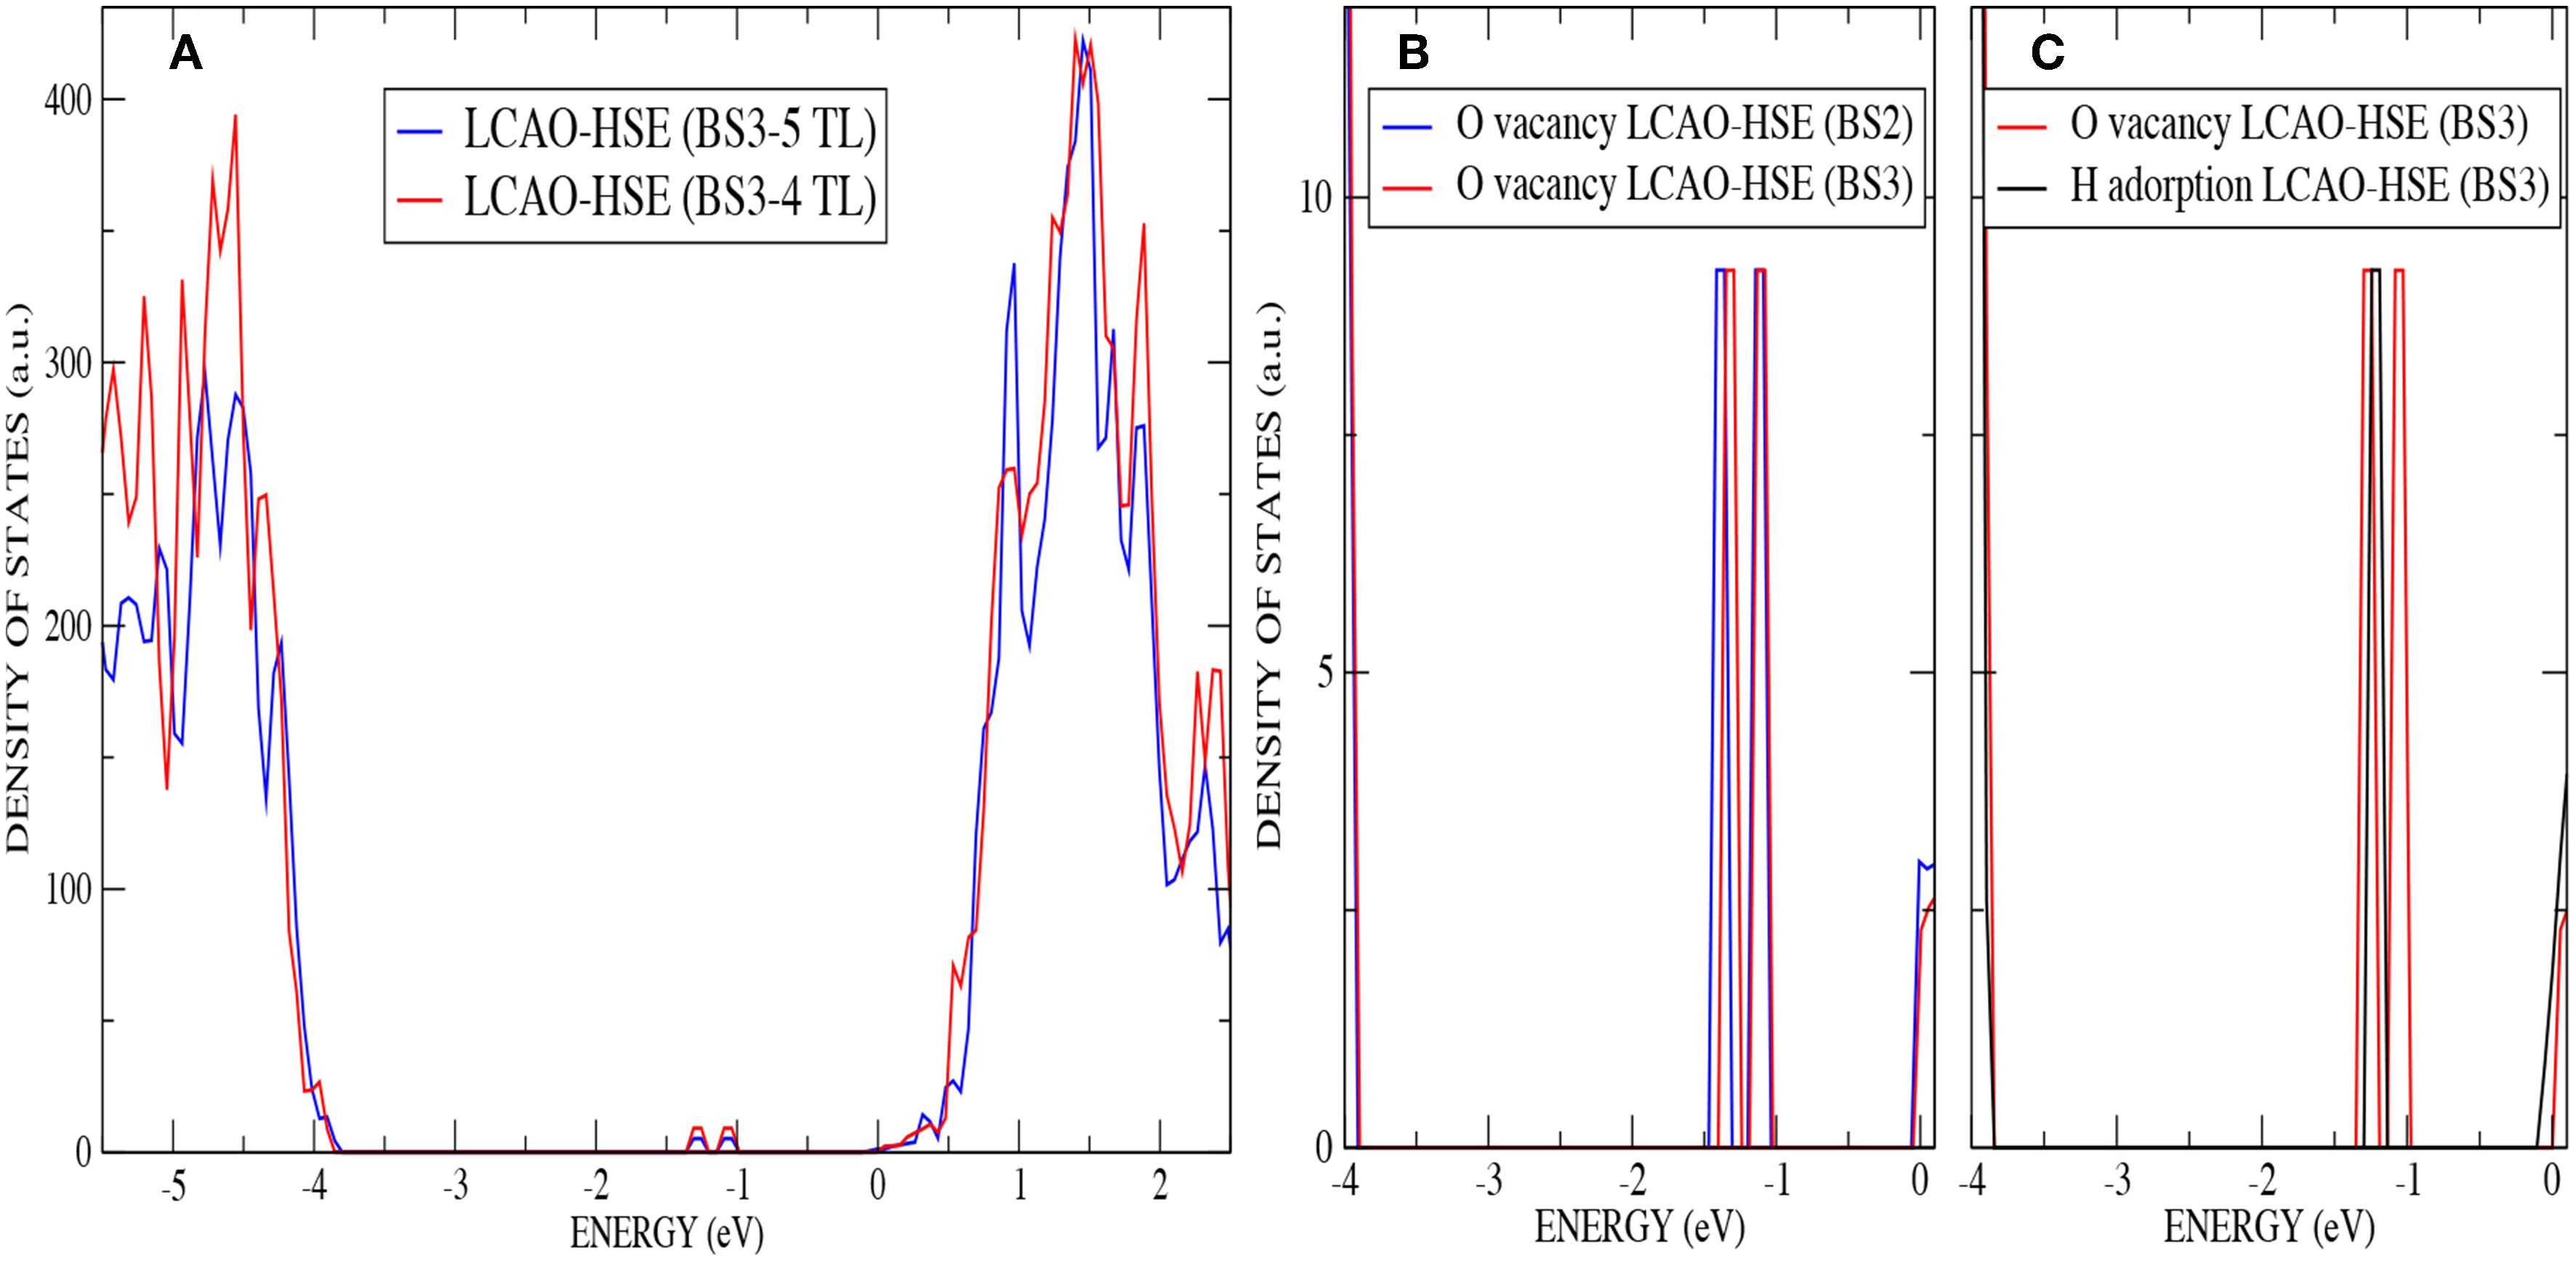 A
DENSITY OF STATES (a.u.)
400
300
200
100
0
LCAO-HSE (BS3-5 TL)
LCAO-HSE (BS3-4 TL)
-5 -4 -3 -2 -1 0 1 2
ENERGY (eV)
B
DENSITY OF STATES (a.u.)
10
5
0
O vacancy LCAO-HSE (BS2)
O vacancy LCAO-HSE (BS3)
-4 -3 -2 -1 0
ENERGY (eV)
C
O vacancy LCAO-HSE (BS3)
H adorption LCAO-HSE (BS3)
-4 -3 -2 -1 0
ENERGY (eV)